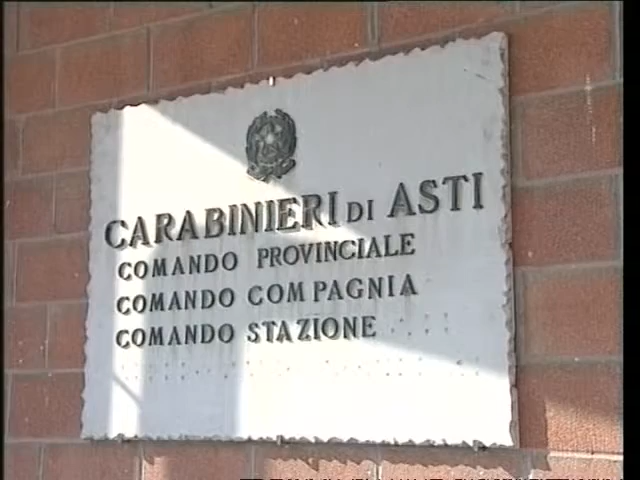 CARABINIERI DI ASTI
COMANDO PROVINCIALE
COMANDO COMPAGNIA
COMANDO STAZIONE